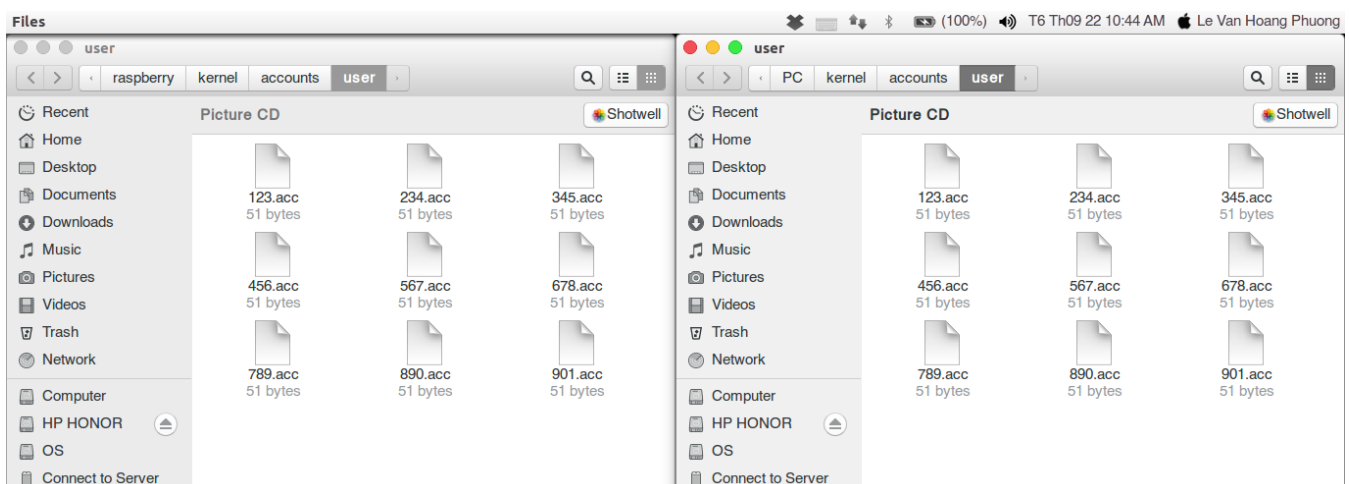 Files
(100%) T6 Th09 22 10:44 AM Le Van Hoang Phuong
user
raspberry kernel accounts user
Recent
Home
Desktop
Documents
Downloads
Music
Pictures
Videos
Trash
Network
Computer
HP HONOR
OS
Connect to Server
Picture CD
Shotwell
123.acc 234.acc 345.acc
51 bytes 51 bytes 51 bytes
456.acc 567.acc 678.acc
51 bytes 51 bytes 51 bytes
789.acc 890.acc 901.acc
51 bytes 51 bytes 51 bytes
user
PC kernel accounts user
Recent
Home
Desktop
Documents
Downloads
Music
Pictures
Videos
Trash
Network
Computer
HP HONOR
OS
Connect to Server
Picture CD
Shotwell
123.acc 234.acc 345.acc
51 bytes 51 bytes 51 bytes
456.acc 567.acc 678.acc
51 bytes 51 bytes 51 bytes
789.acc 890.acc 901.acc
51 bytes 51 bytes 51 bytes